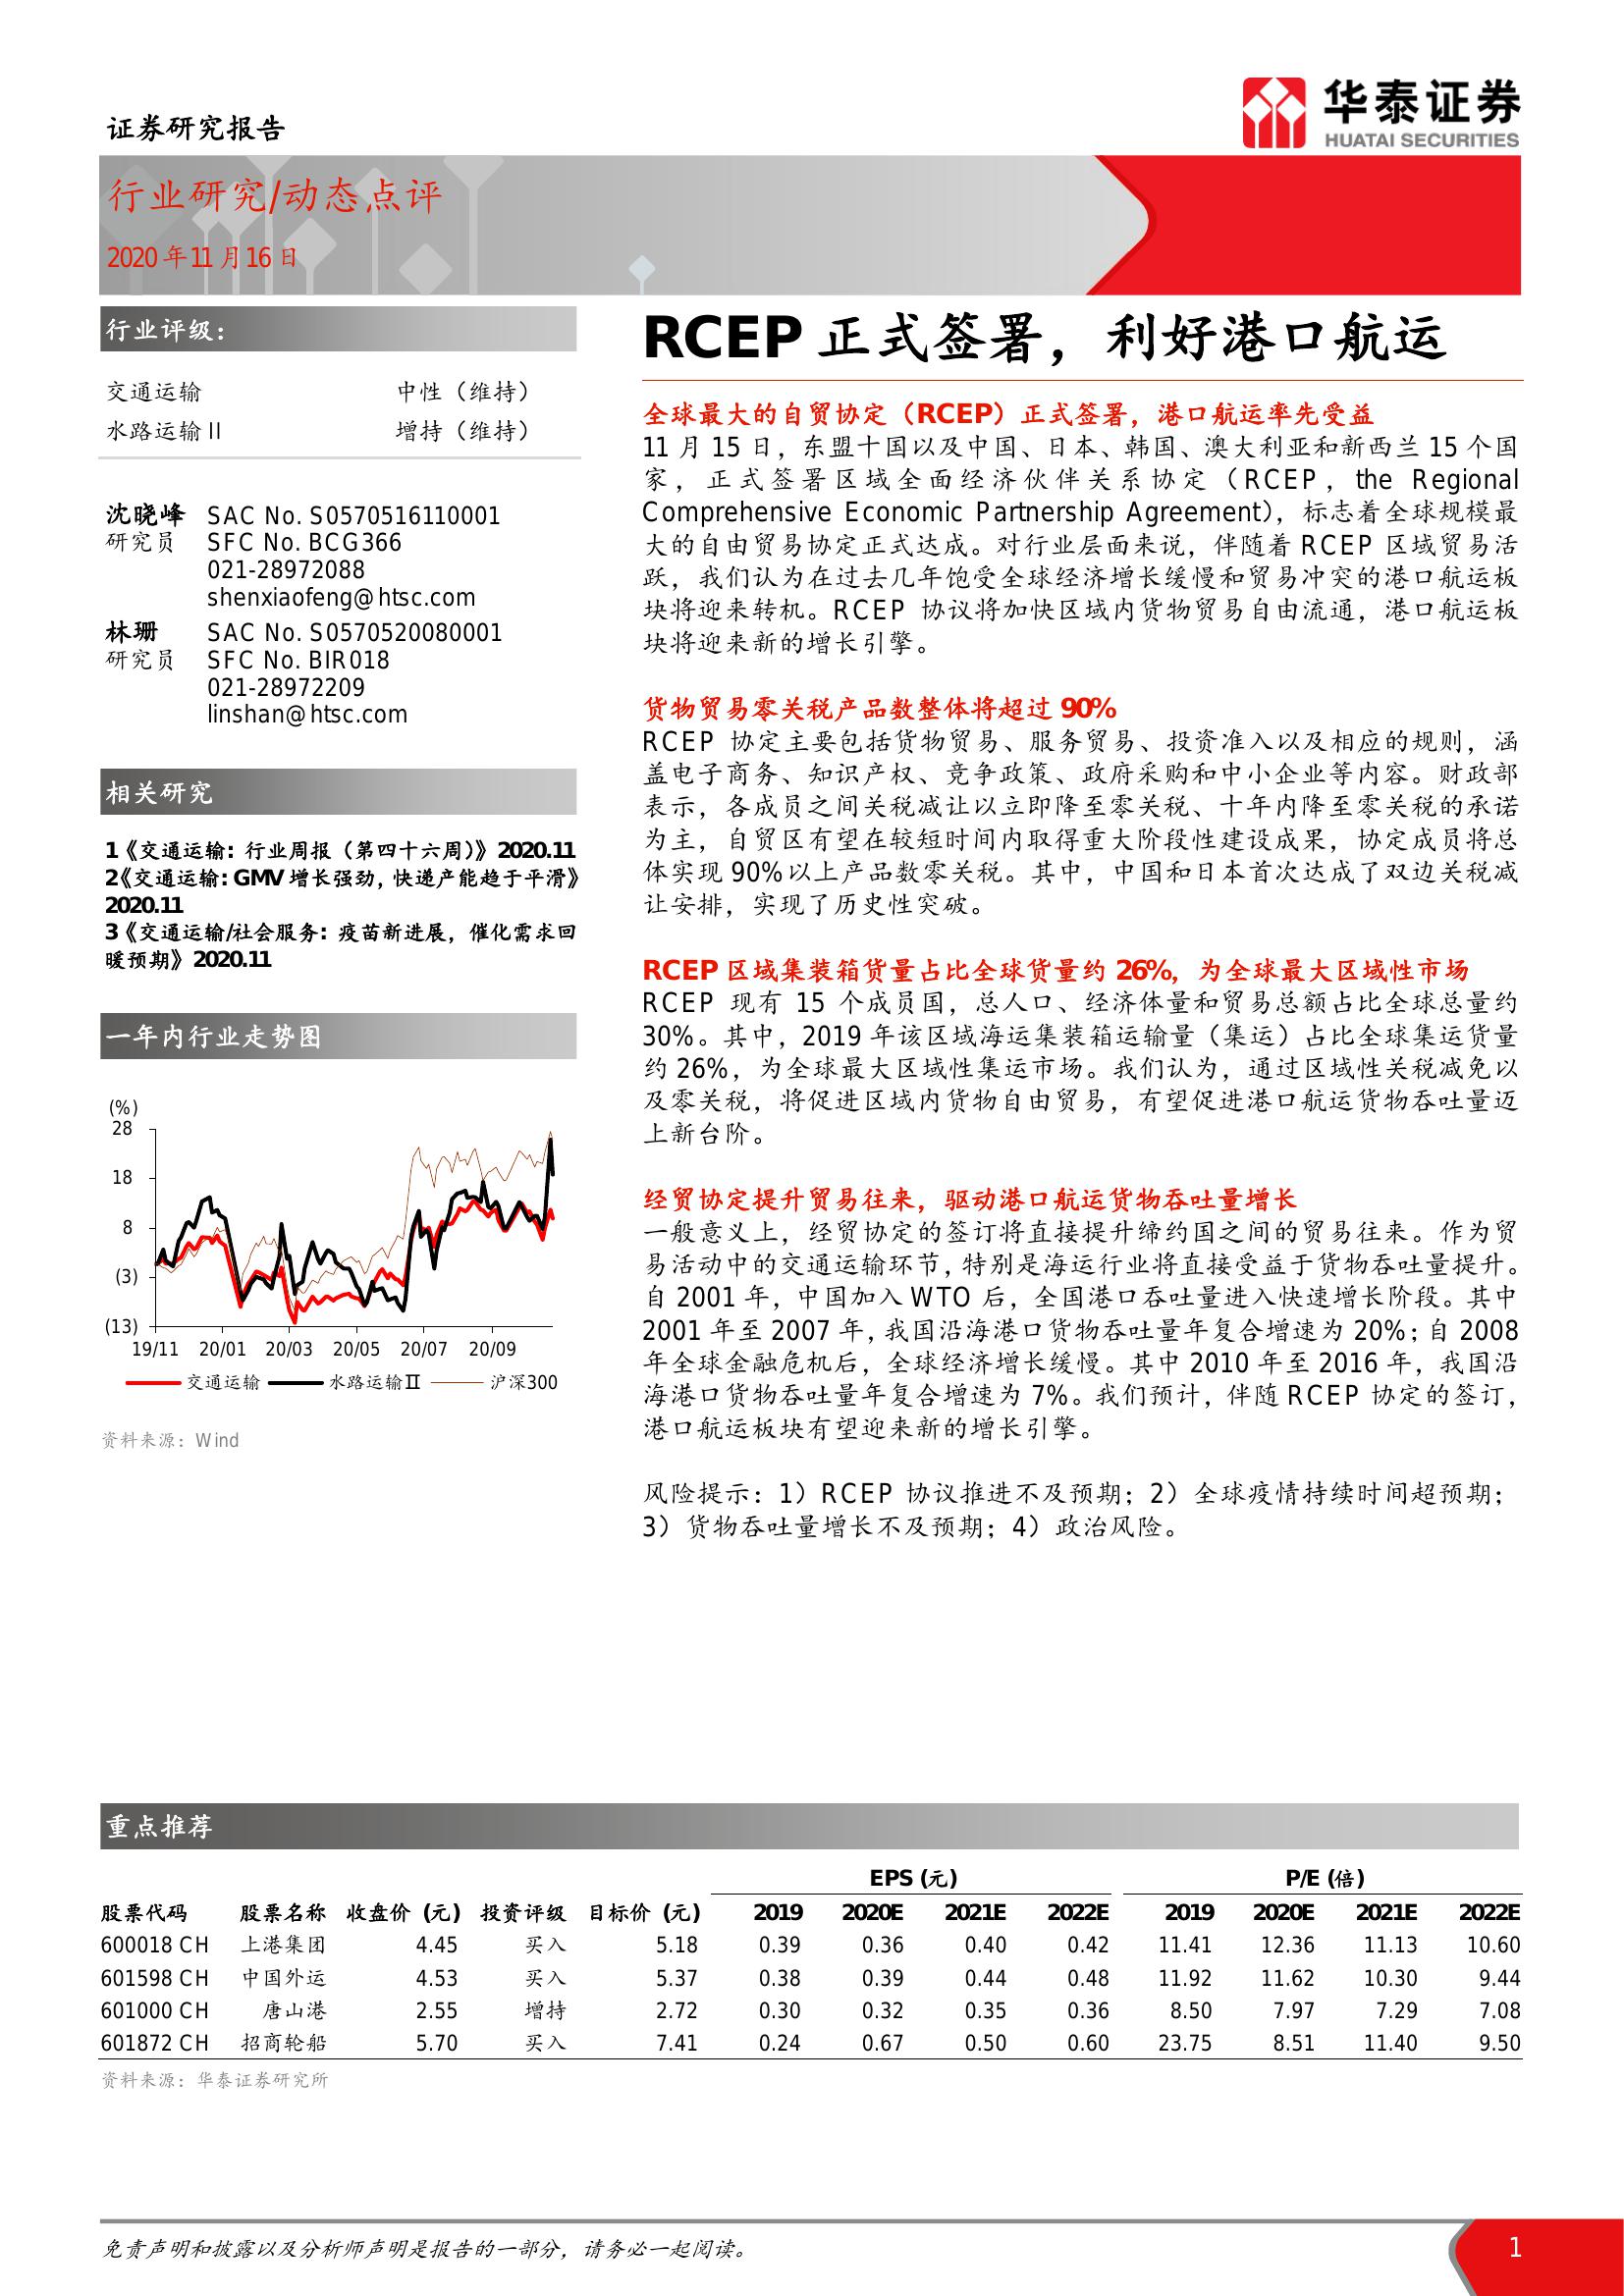 证券研究报告
华泰证券
HUATAI SECURITIES
行业研究/动态点评
2020年11月16日
行业评级：
交通运输 中性（维持）
水路运输II 增持（维持）
沈晓峰 SAC No. S0570516110001
研究员 SFC No. BCG366
021-28972088
shenxiaofeng@htsc.com
林珊 SAC No. S0570520080001
研究员 SFC No. BIR018
021-28972209
linshan@htsc.com
相关研究
1《交通运输：行业周报（第四十六周）》2020.11
2《交通运输：GMV增长强劲，快递产能趋于平滑》
2020.11
3《交通运输/社会服务：疫苗新进展，催化需求回
暖预期》2020.11
一年内行业走势图
(%)
28
18
8
(3)
(13)
19/11 20/01 20/03 20/05 20/07 20/09
交通运输 水路运输Ⅱ 沪深300
资料来源：Wind
RCEP正式签署，利好港口航运
全球最大的自贸协定（RCEP）正式签署，港口航运率先受益
11月15日，东盟十国以及中国、日本、韩国、澳大利亚和新西兰15个国
家，正式签署区域全面经济伙伴关系协定（RCEP，the Regional
Comprehensive Economic Partnership Agreement），标志着全球规模最
大的自由贸易协定正式达成。对行业层面来说，伴随着RCEP区域贸易活
跃，我们认为在过去几年饱受全球经济增长缓慢和贸易冲突的港口航运板
块将迎来转机。RCEP协议将加快区域内货物贸易自由流通，港口航运板
块将迎来新的增长引擎。
货物贸易零关税产品数整体将超过90%
RCEP协定主要包括货物贸易、服务贸易、投资准入以及相应的规则，涵
盖电子商务、知识产权、竞争政策、政府采购和中小企业等内容。财政部
表示，各成员之间关税减让以立即降至零关税、十年内降至零关税的承诺
为主，自贸区有望在较短时间内取得重大阶段性建设成果，协定成员将总
体实现90%以上产品数零关税。其中，中国和日本首次达成了双边关税减
让安排，实现了历史性突破。
RCEP区域集装箱货量占比全球货量约26%，为全球最大区域性市场
RCEP现有15个成员国，总人口、经济体量和贸易总额占比全球总量约
30%。其中，2019年该区域海运集装箱运输量（集运）占比全球集运货量
约26%，为全球最大区域性集运市场。我们认为，通过区域性关税减免以
及零关税，将促进区域内货物自由贸易，有望促进港口航运货物吞吐量迈
上新台阶。
经贸协定提升贸易往来，驱动港口航运货物吞吐量增长
一般意义上，经贸协定的签订将直接提升缔约国之间的贸易往来。作为贸
易活动中的交通运输环节，特别是海运行业将直接受益于货物吞吐量提升。
自2001年，中国加入WTO后，全国港口吞吐量进入快速增长阶段。其中
2001年至2007年，我国沿海港口货物吞吐量年复合增速为20%；自2008
年全球金融危机后，全球经济增长缓慢。其中2010年至2016年，我国沿
海港口货物吞吐量年复合增速为7%。我们预计，伴随RCEP协定的签订，
港口航运板块有望迎来新的增长引擎。
风险提示：1）RCEP协议推进不及预期；2）全球疫情持续时间超预期；
3）货物吞吐量增长不及预期；4）政治风险。
重点推荐
EPS (元) P/E (倍)
股票代码 股票名称 收盘价 (元) 投资评级 目标价 (元) 2019 2020E 2021E 2022E 2019 2020E 2021E 2022E
600018 CH 上港集团 4.45 买入 5.18 0.39 0.36 0.40 0.42 11.41 12.36 11.13 10.60
601598 CH 中国外运 4.53 买入 5.37 0.38 0.39 0.44 0.48 11.92 11.62 10.30 9.44
601000 CH 唐山港 2.55 增持 2.72 0.30 0.32 0.35 0.36 8.50 7.97 7.29 7.08
601872 CH 招商轮船 5.70 买入 7.41 0.24 0.67 0.50 0.60 23.75 8.51 11.40 9.50
资料来源：华泰证券研究所
免责声明和披露以及分析师声明是报告的一部分，请务必一起阅读。 1